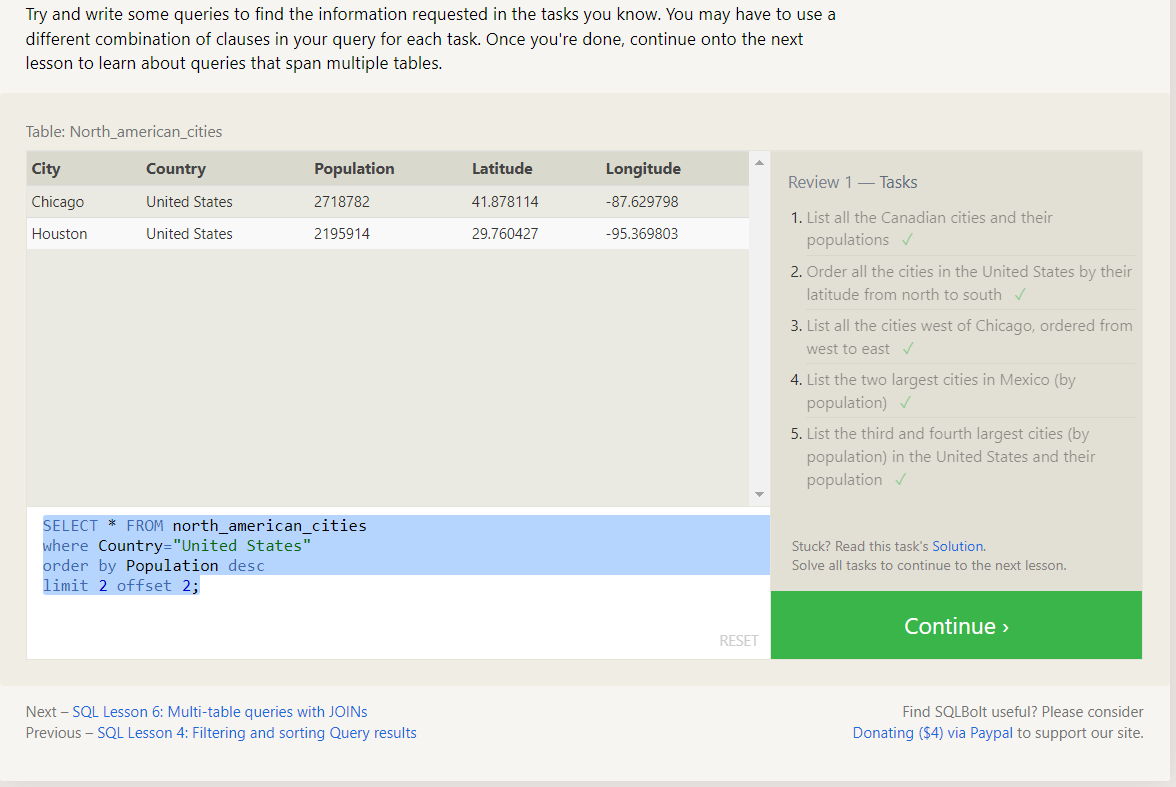 Try and write some queries to find the information requested in the tasks you know. You may have to use a
different combination of clauses in your query for each task. Once you're done, continue onto the next
lesson to learn about queries that span multiple tables.
Table: North_american_cities
City Country Population Latitude Longitude
Chicago United States 2718782 41.878114 -87.629798
Houston United States 2195914 29.760427 -95.369803
Review 1 — Tasks
1. List all the Canadian cities and their
populations ✓
2. Order all the cities in the United States by their
latitude from north to south ✓
3. List all the cities west of Chicago, ordered from
west to east ✓
4. List the two largest cities in Mexico (by
population) ✓
5. List the third and fourth largest cities (by
population) in the United States and their
population ✓
SELECT * FROM north_american_cities
where Country="United States"
order by Population desc
limit 2 offset 2;
RESET
Stuck? Read this task's Solution.
Solve all tasks to continue to the next lesson.
Continue ›
Next – SQL Lesson 6: Multi-table queries with JOINs
Previous – SQL Lesson 4: Filtering and sorting Query results
Find SQLBolt useful? Please consider
Donating ($4) via Paypal to support our site.